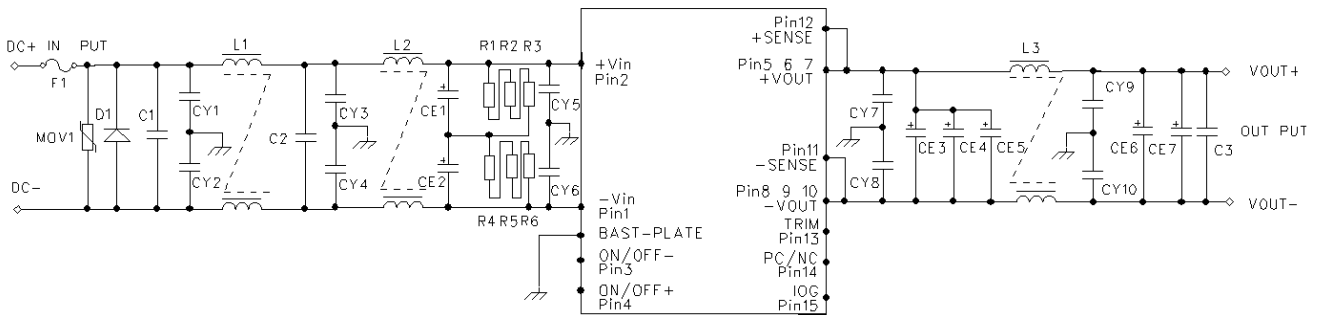 DC+ IN PUT
F1
MOV1
D1
C1
CY1
CY2
DC-
L1
C2
CY3
CY4
L2
CE1
CE2
R1 R2 R3
R4 R5 R6
CY5
CY6
+Vin
Pin2
-Vin
Pin1
BAST-PLATE
ON/OFF-
Pin3
ON/OFF+
Pin4
Pin12
+SENSE
Pin5 6 7
+VOUT
Pin11
-SENSE
Pin8 9 10
-VOUT
TRIM
Pin13
PC/NC
Pin14
IOG
Pin15
CY7
CY8
CE3
CE4
CE5
L3
CY9
CY10
CE6
CE7
C3
VOUT+
OUT PUT
VOUT-